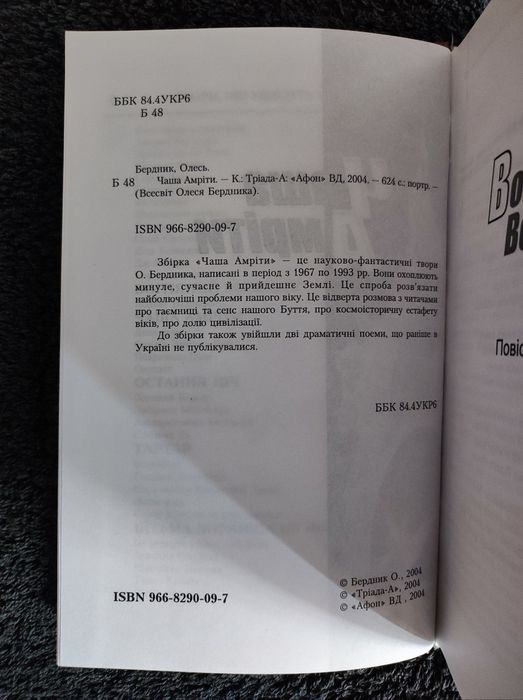 ББК 84.4УКР6
Б 48
Бердник, Олесь.
Б 48 Чаша Амріти. — К.: Тріада-А: «Афон» ВД, 2004. — 624 с.: портр. —
(Всесвіт Олеся Бердника).
ISBN 966-8290-09-7
Збірка «Чаша Амріти» — це науково-фантастичні твори
О. Бердника, написані в період з 1967 по 1993 рр. Вони охоплюють
минуле, сучасне й прийдешнє Землі. Це спроба розв'язати
найболючіші проблеми нашого віку. Це відверта розмова з читачами
про таємниці та сенс нашого Буття, про космоісторичну естафету
віків, про долю цивілізації.
До збірки також увійшли дві драматичні поеми, що раніше в
Україні не публікувалися.
ББК 84.4УКР6
ISBN 966-8290-09-7
© Бердник О., 2004
© «Тріада-А», 2004
© «Афон» ВД , 2004
Во
Повіс